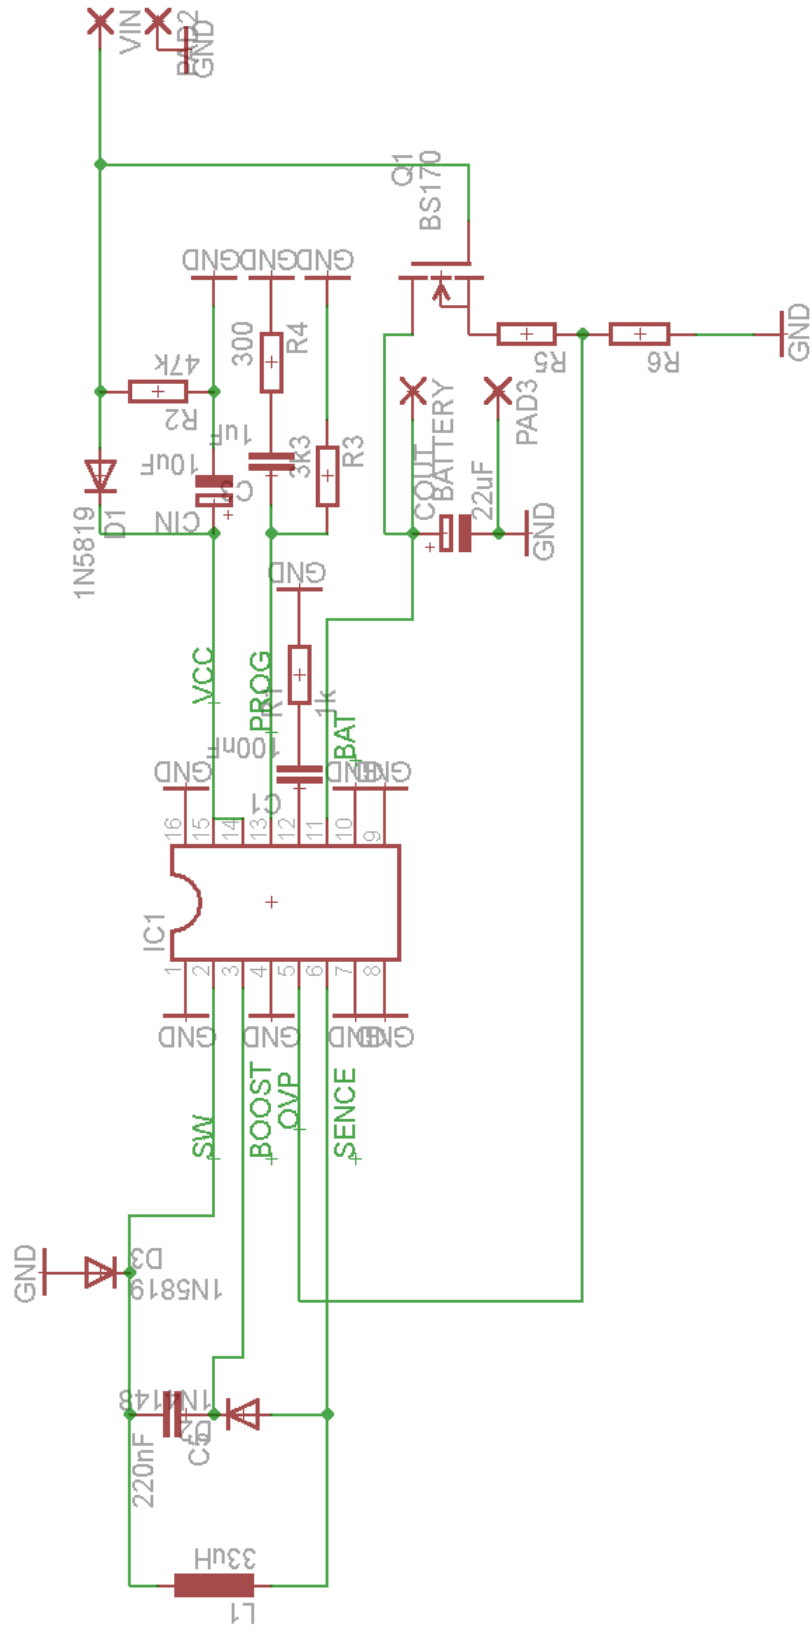 VIN
PAD2
GND
Q1
BS170
GND
GND
GND
47k
R2
300
R4
R5
R6
GND
1uF
10uF
C3
3k3
R3
CIN
1N5819
D1
COUT
BATTERY
22uF
PAD3
GND
GND
VCC
PROG
R1
1k
BAT
100nF
C1
GND
GND
GND
16
15
14
13
12
11
10
9
IC1
1
2
3
4
5
6
7
8
GND
GND
GND
GND
SW
BOOST
OVP
SENCE
GND
D3
1N5819
1N4148
D2
220nF
33uH
L1